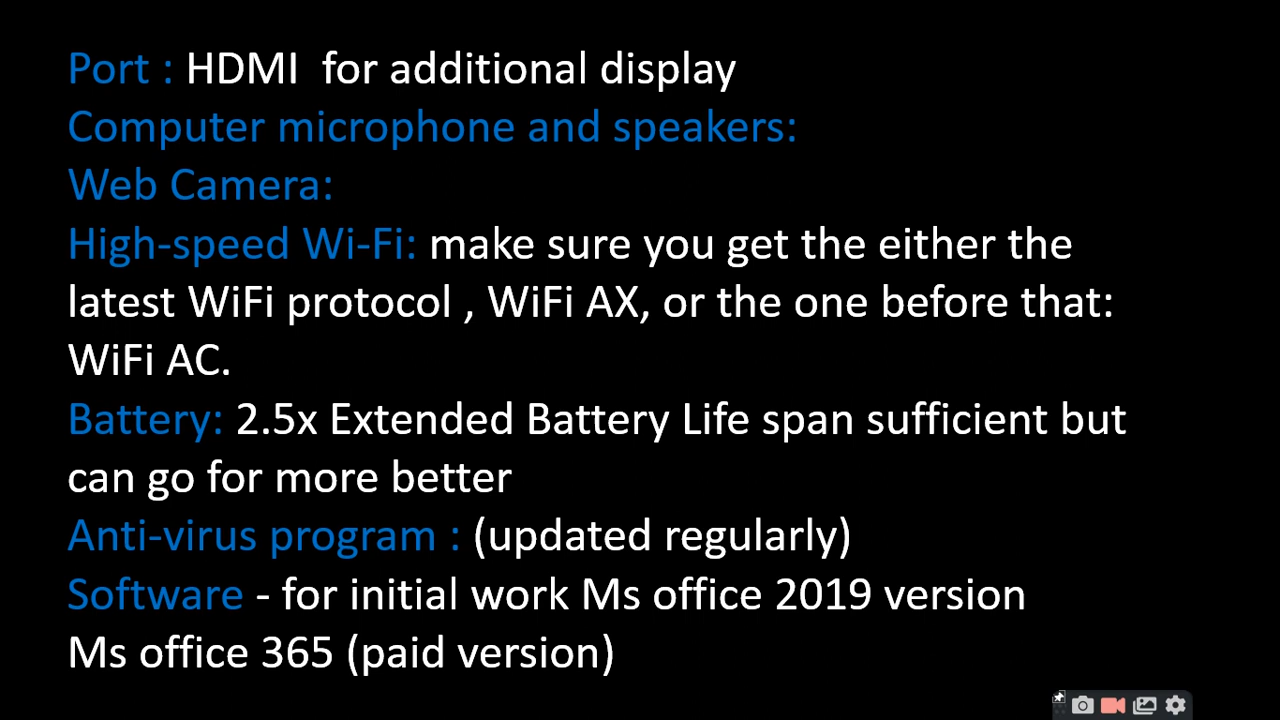 Port : HDMI  for additional display
Computer microphone and speakers:
Web Camera:
High-speed Wi-Fi: make sure you get the either the
latest WiFi protocol , WiFi AX, or the one before that:
WiFi AC.
Battery: 2.5x Extended Battery Life span sufficient but
can go for more better
Anti-virus program : (updated regularly)
Software - for initial work Ms office 2019 version
Ms office 365 (paid version)